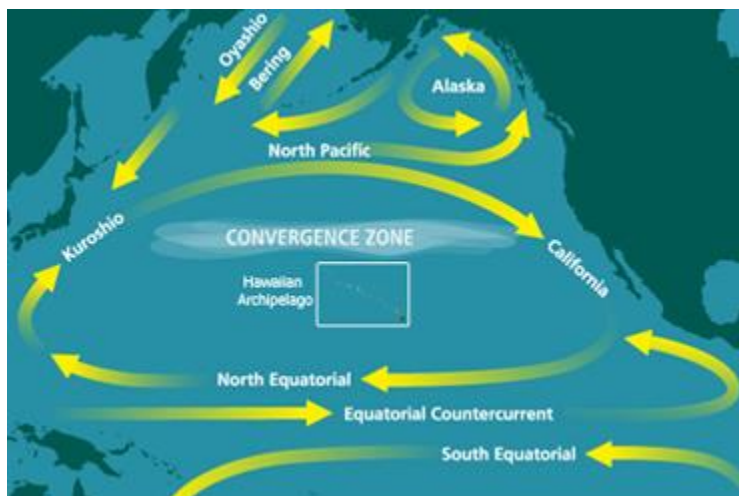 Oyashio
Bering
Alaska
North Pacific
Kuroshio
CONVERGENCE ZONE
California
Hawaiian
Archipelago
North Equatorial
Equatorial Countercurrent
South Equatorial